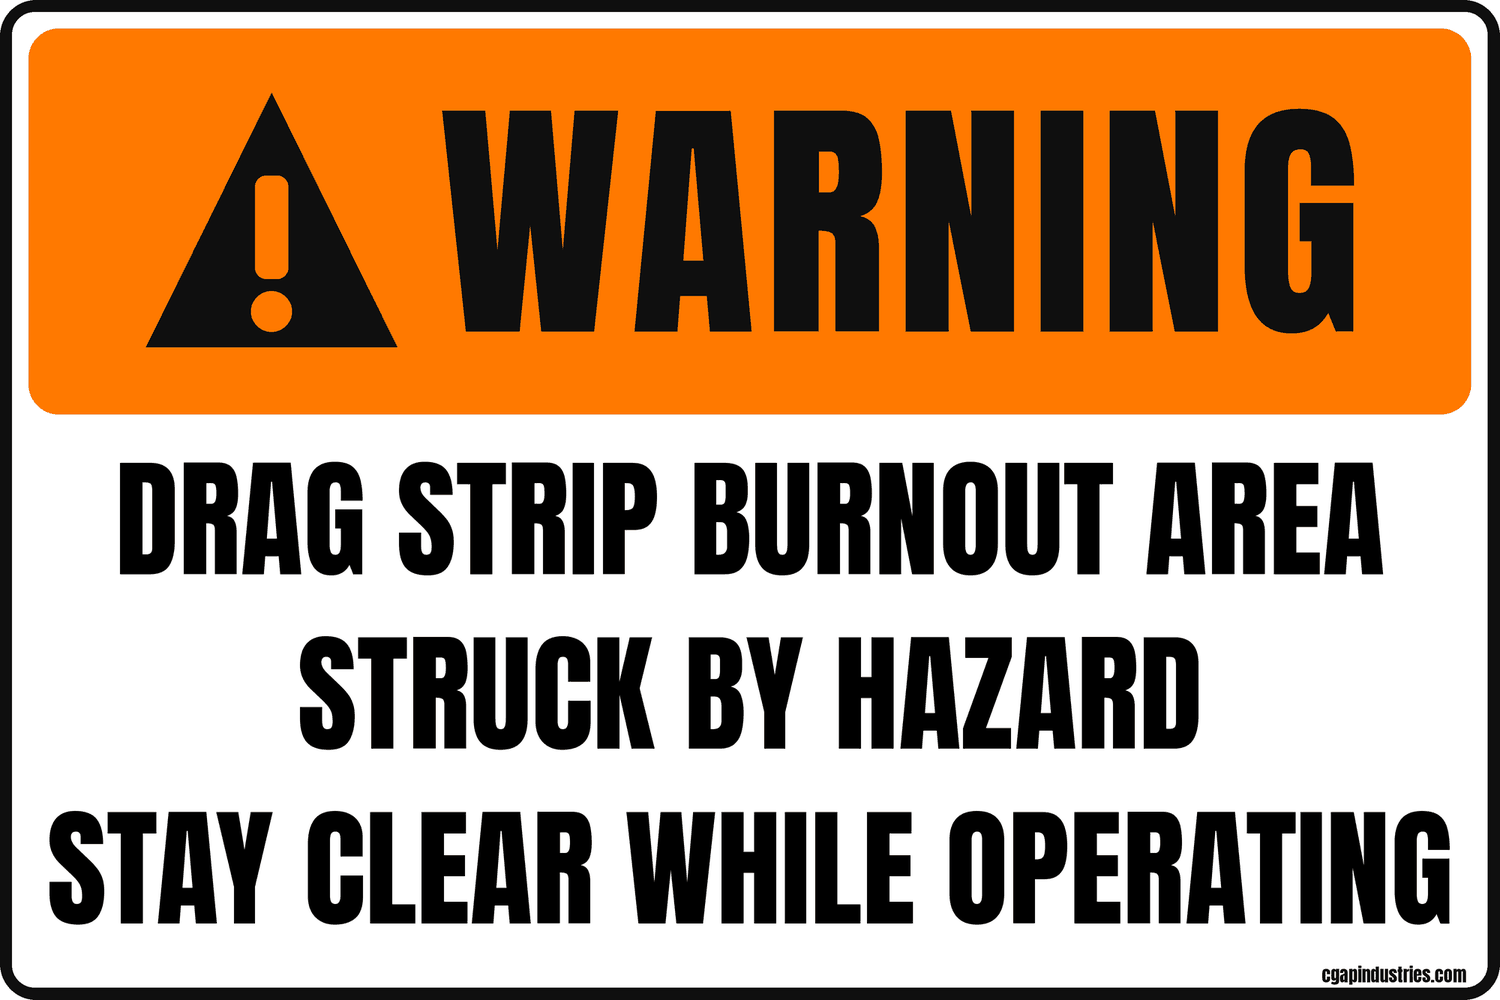 WARNING
DRAG STRIP BURNOUT AREA
STRUCK BY HAZARD
STAY CLEAR WHILE OPERATING
cgapindustries.com